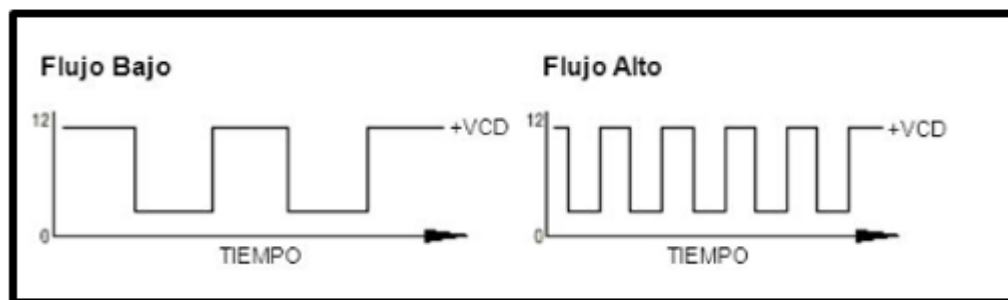 Flujo Bajo
12
+VCD
0
TIEMPO
Flujo Alto
12
+VCD
0
TIEMPO